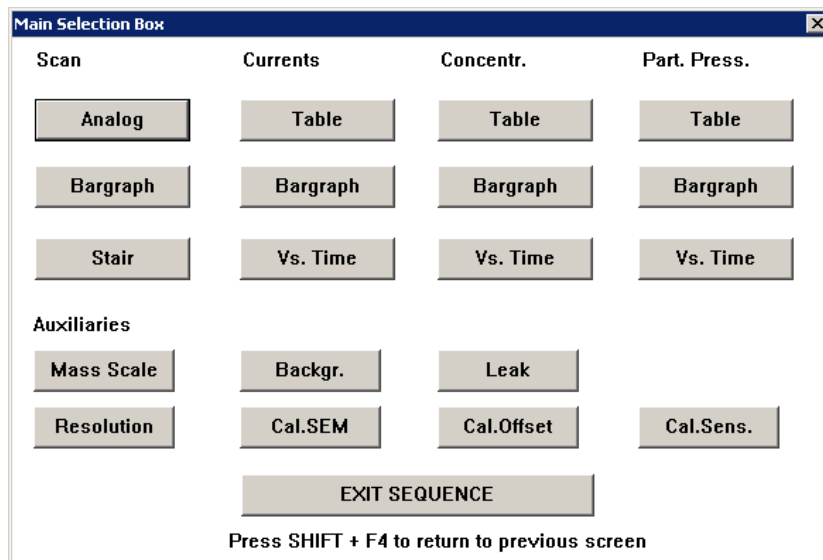 Main Selection Box
Scan Currents Concentr. Part. Press.
Analog Table Table Table
Bargraph Bargraph Bargraph Bargraph
Stair Vs. Time Vs. Time Vs. Time
Auxiliaries
Mass Scale Backgr. Leak
Resolution Cal.SEM Cal.Offset Cal.Sens.
EXIT SEQUENCE
Press SHIFT + F4 to return to previous screen